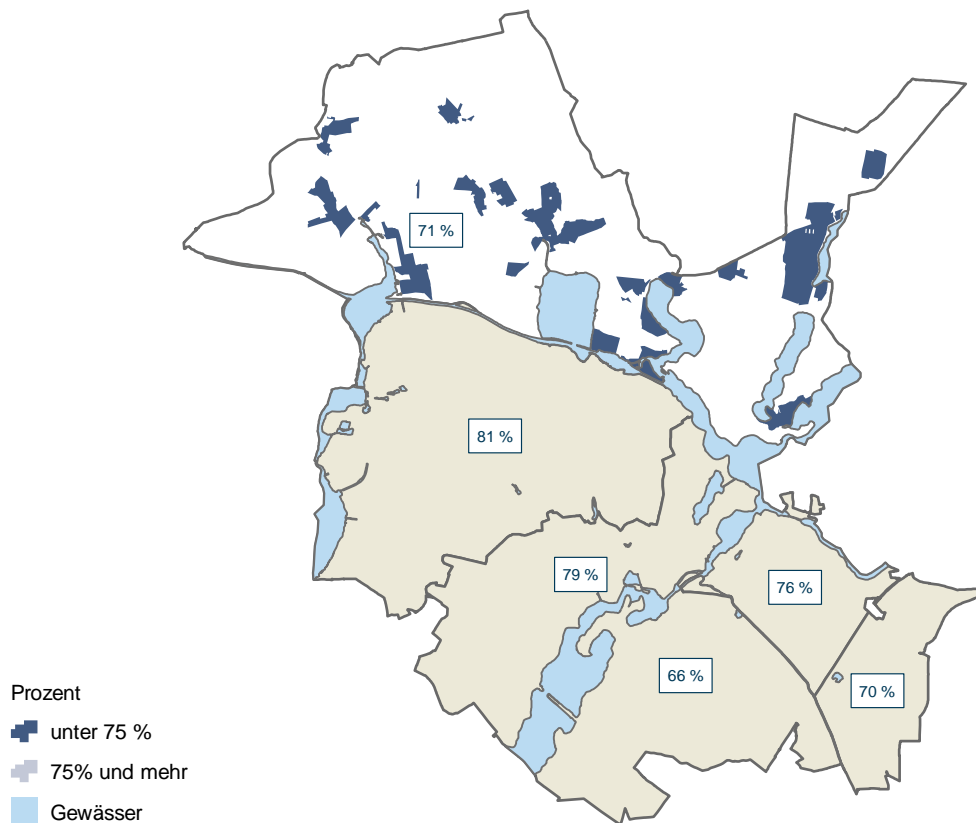 71 %
81 %
79 %
76 %
66 %
70 %
Prozent
unter 75 %
75% und mehr
Gewässer